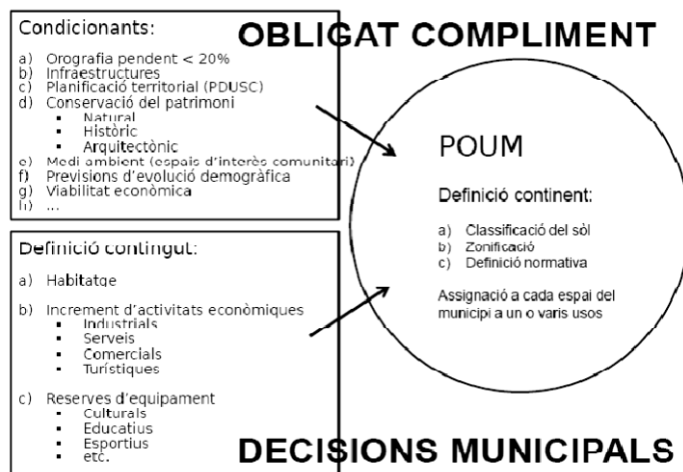 OBLIGAT COMPLIMENT
Condicionants:
a) Orografia pendent < 20%
b) Infraestructures
c) Planificació territorial (PDUSC)
d) Conservació del patrimoni
▪ Natural
▪ Històric
▪ Arquitectònic
e) Medi ambient (espais d'interès comunitari)
f) Previsions d'evolució demogràfica
g) Viabilitat econòmica
h) ...
Definició contingut:
a) Habitatge
b) Increment d'activitats econòmiques
▪ Industrials
▪ Serveis
▪ Comercials
▪ Turístiques
c) Reserves d'equipament
▪ Culturals
▪ Educatius
▪ Esportius
▪ etc.
POUM
Definició continent:
a) Classificació del sòl
b) Zonificació
c) Definició normativa
Assignació a cada espai del
municipi a un o varis usos
DECISIONS MUNICIPALS